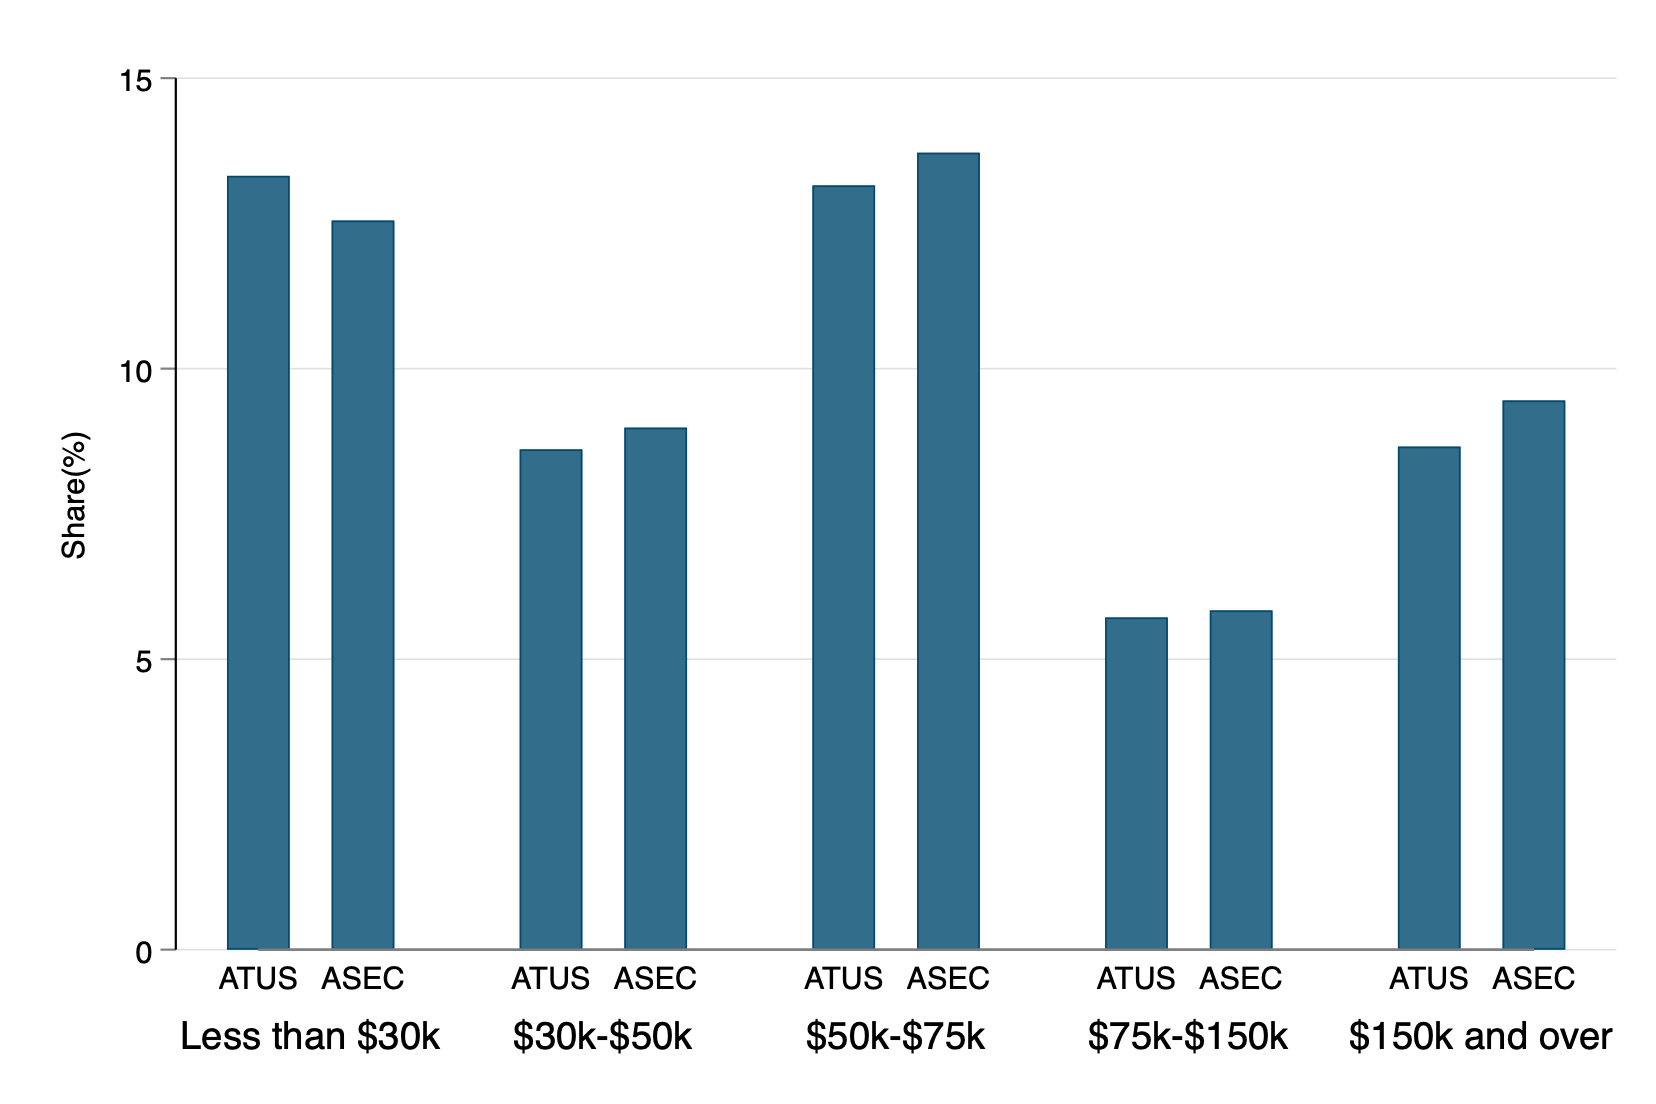 15
10
5
0
Share(%)
ATUS ASEC ATUS ASEC ATUS ASEC ATUS ASEC ATUS ASEC
Less than $30k $30k-$50k $50k-$75k $75k-$150k $150k and over